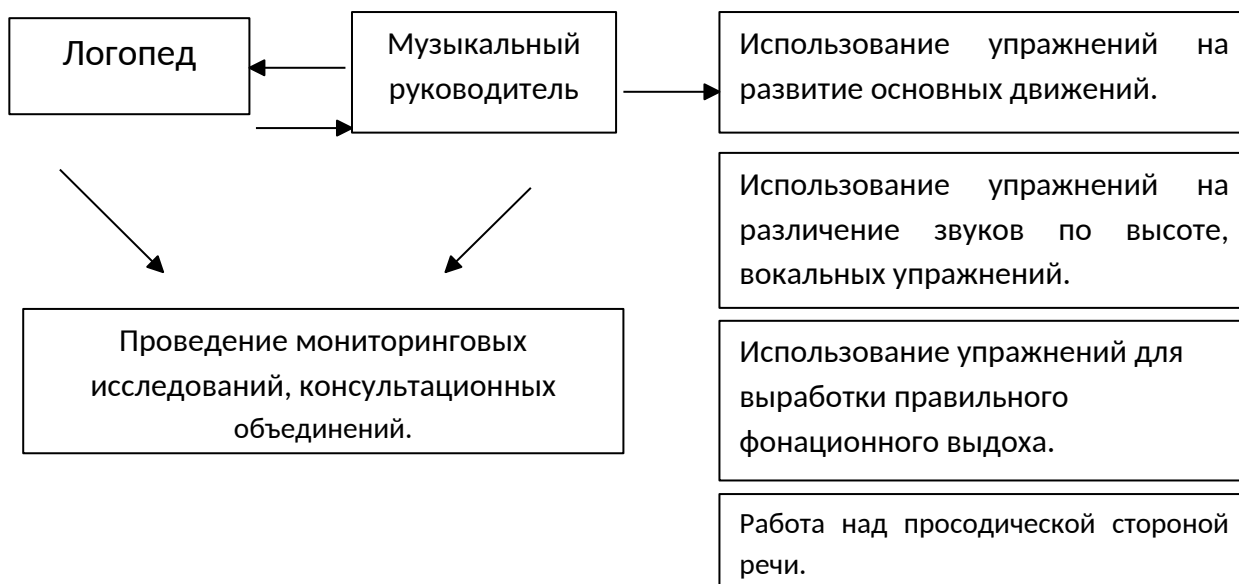 Логопед
Музыкальный
руководитель
Использование упражнений на
развитие основных движений.
Использование упражнений на
различение звуков по высоте,
вокальных упражнений.
Проведение мониторинговых
исследований, консультационных
объединений.
Использование упражнений для
выработки правильного
фонационного выдоха.
Работа над просодической стороной
речи.